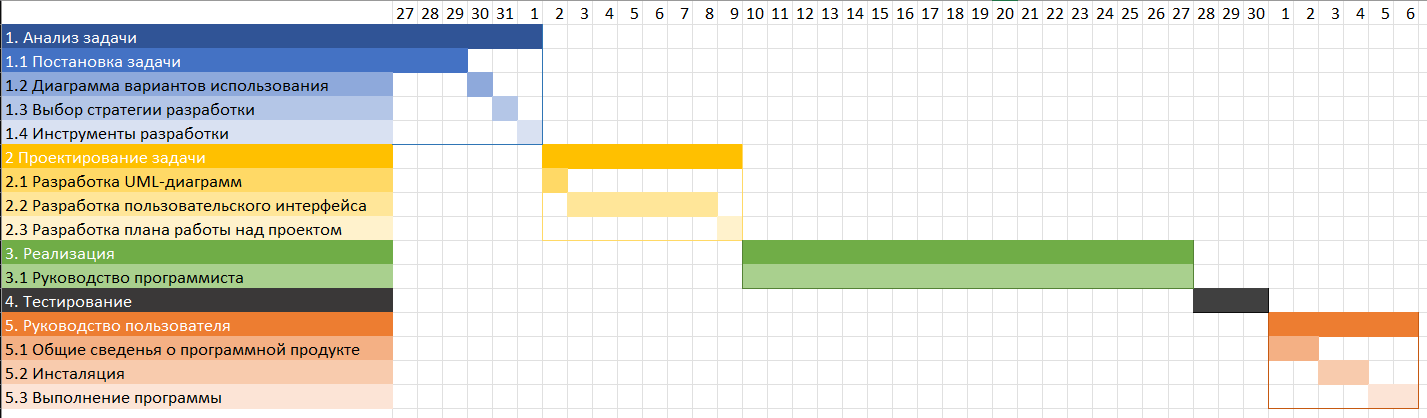 27 28 29 30 31 1 2 3 4 5 6 7 8 9 10 11 12 13 14 15 16 17 18 19 20 21 22 23 24 25 26 27 28 29 30 1 2 3 4 5 6
1. Анализ задачи
1.1 Постановка задачи
1.2 Диаграмма вариантов использования
1.3 Выбор стратегии разработки
1.4 Инструменты разработки
2 Проектирование задачи
2.1 Разработка UML-диаграмм
2.2 Разработка пользовательского интерфейса
2.3 Разработка плана работы над проектом
3. Реализация
3.1 Руководство программиста
4. Тестирование
5. Руководство пользователя
5.1 Общие сведенья о программной продукте
5.2 Инсталяция
5.3 Выполнение программы